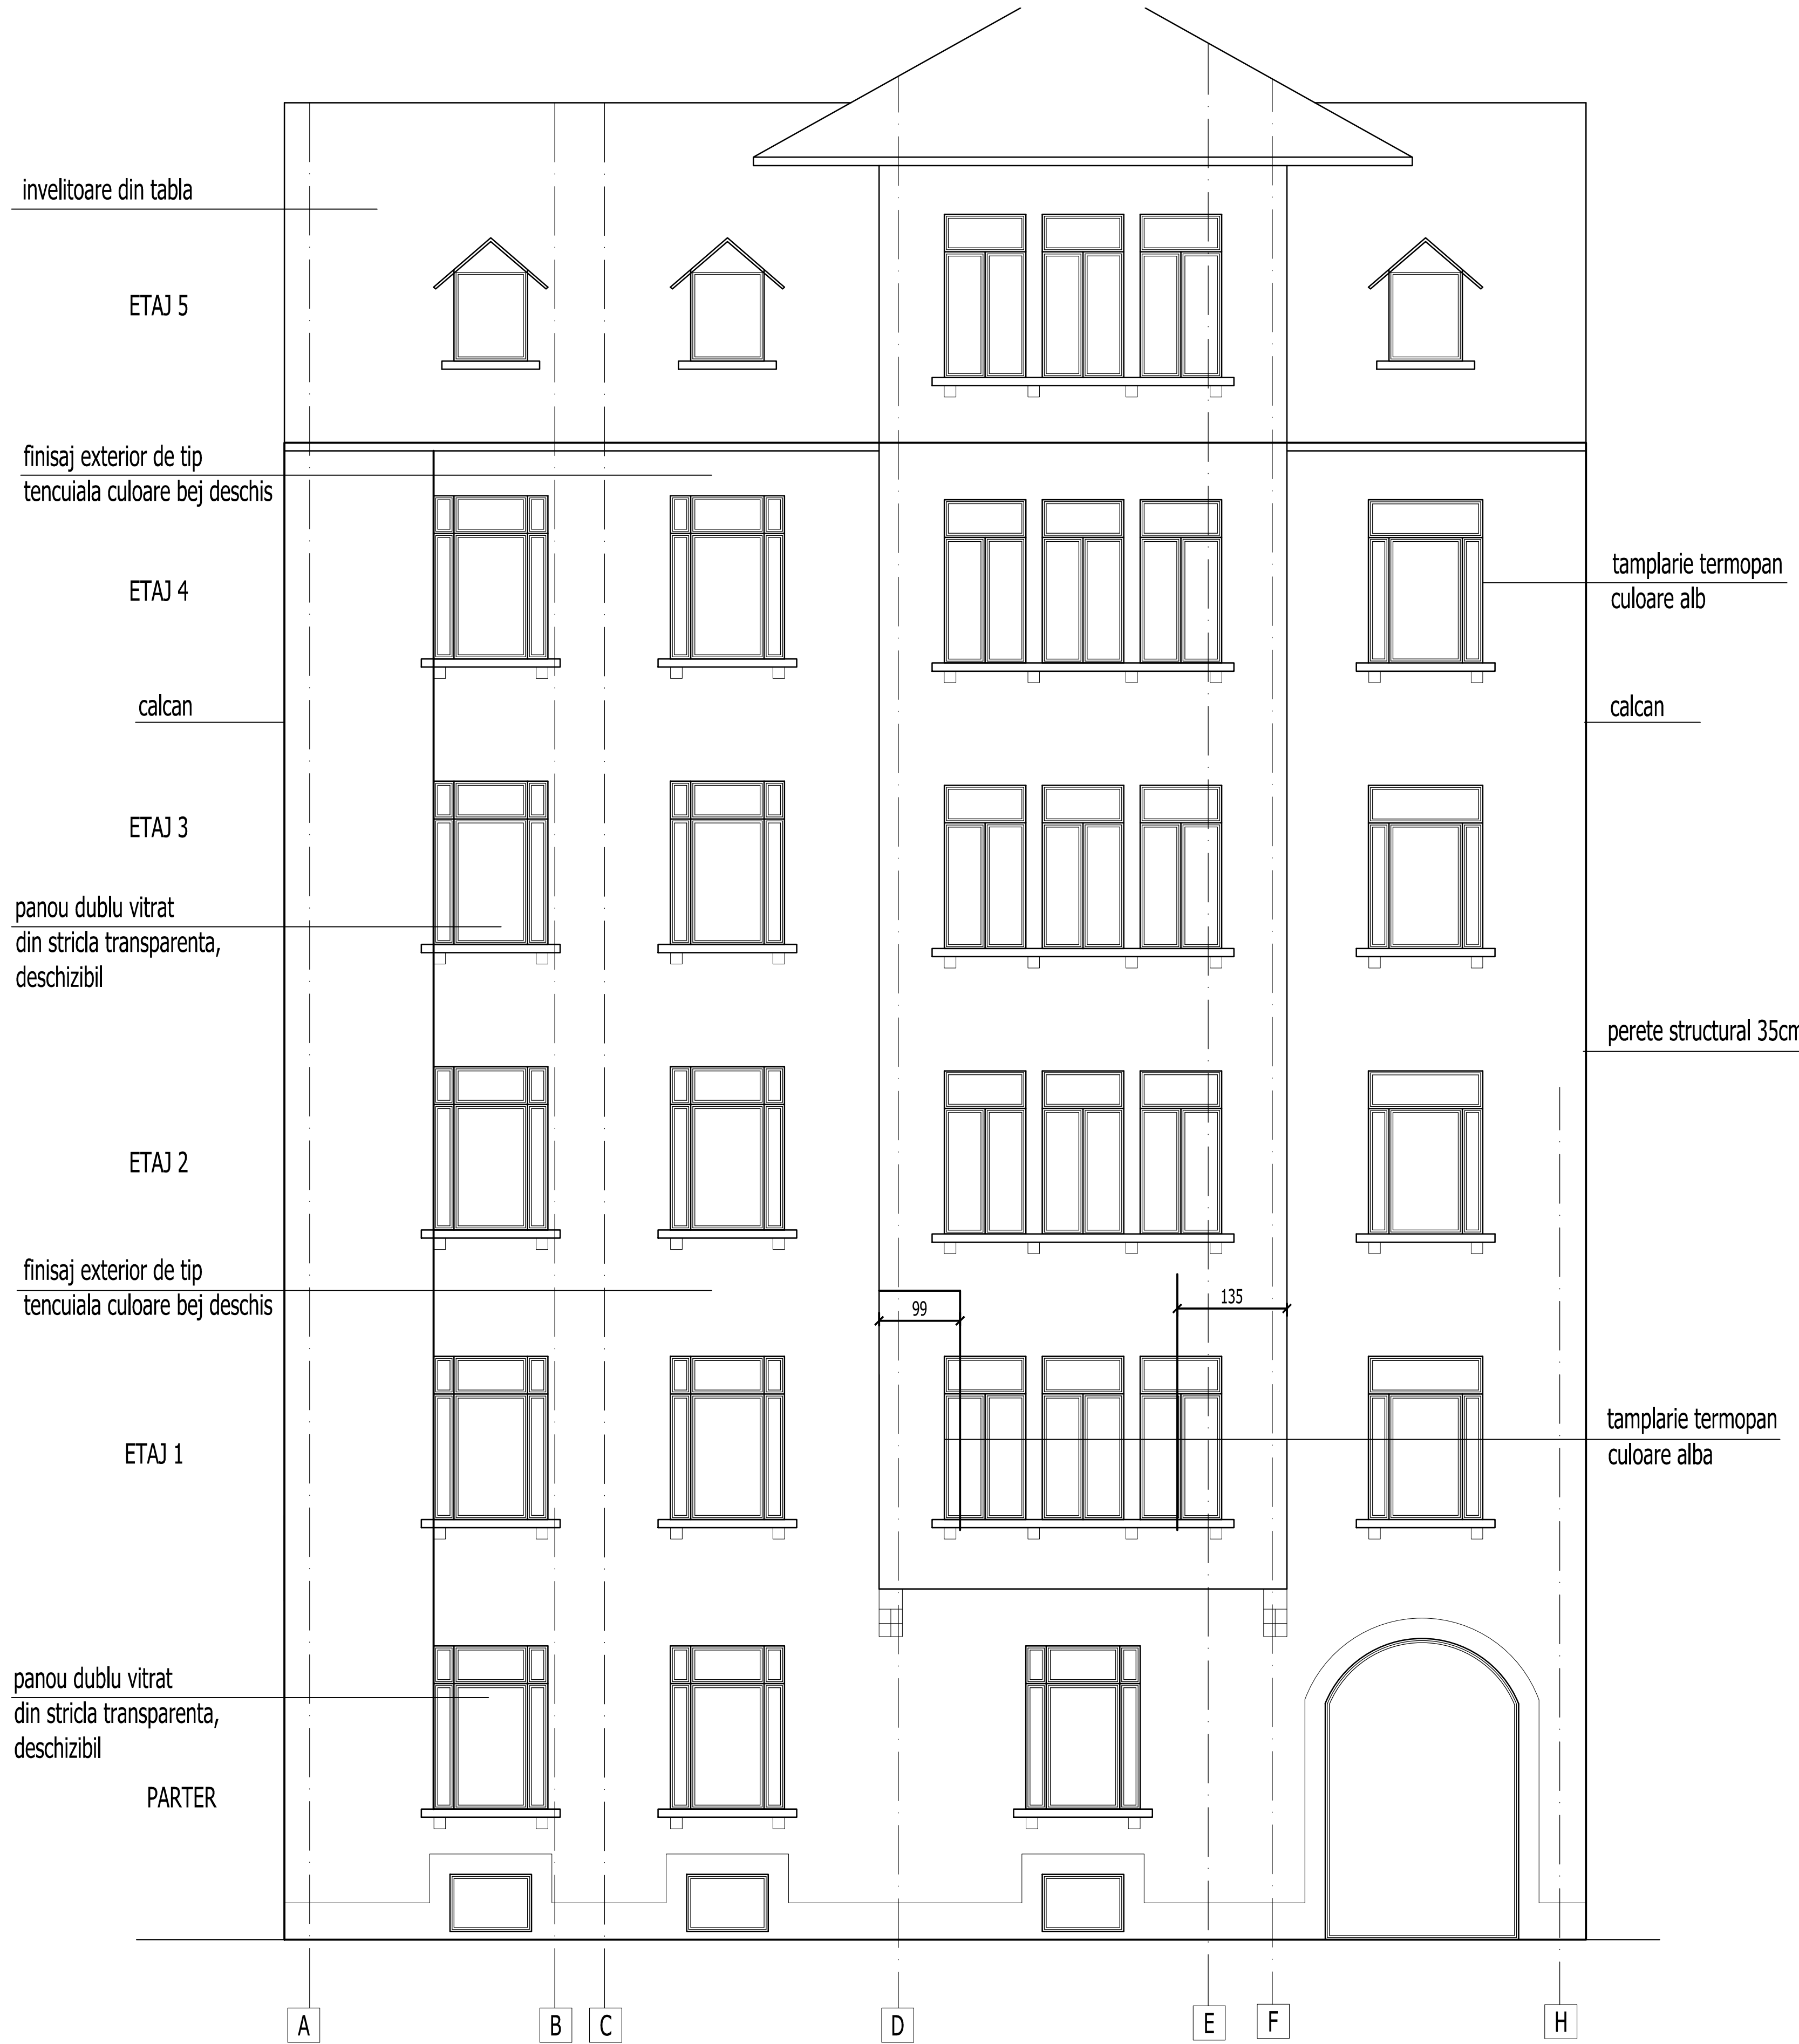 invelitoare din tabla
ETAJ 5
finisaj exterior de tip
tencuiala culoare bej deschis
tamplarie termopan
culoare alb
ETAJ 4
calcan
calcan
ETAJ 3
panou dublu vitrat
din stricla transparenta,
deschizibil
perete structural 35cm
ETAJ 2
finisaj exterior de tip
tencuiala culoare bej deschis
99
135
tamplarie termopan
culoare alba
ETAJ 1
panou dublu vitrat
din stricla transparenta,
deschizibil
PARTER
A
B
C
D
E
F
H